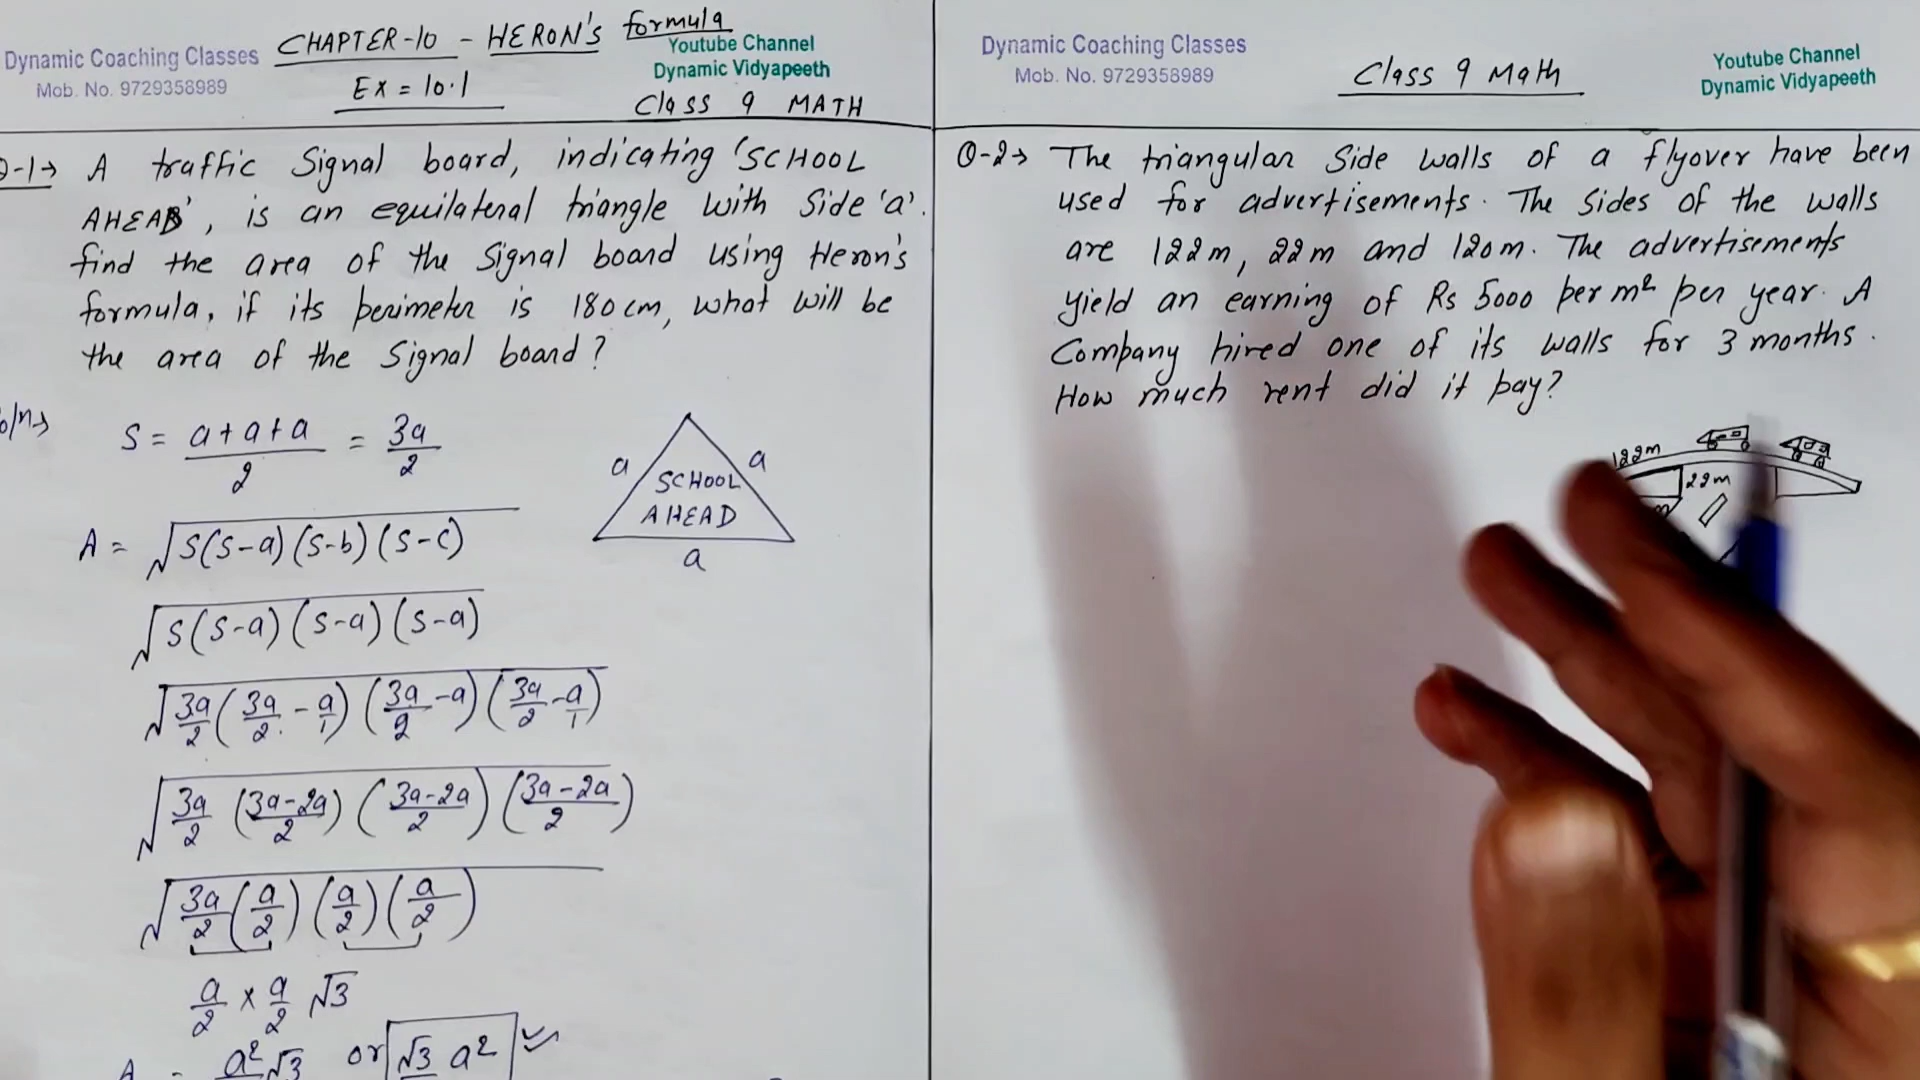 Dynamic Coaching Classes
Mob. No. 9729358989
CHAPTER-10 - HERON'S formula
Ex = 10.1
Youtube Channel
Dynamic Vidyapeeth
Class 9 MATH
Q-1→ A traffic Signal board, indicating 'SCHOOL
AHEAD', is an equilateral triangle with Side 'a'.
find the area of the Signal board using Heron's
formula, if its perimeter is 180 cm, what will be
the area of the Signal board?
S = a+a+a/2 = 3a/2
a
a
SCHOOL
AHEAD
a
A = √S(S-a)(S-b)(S-c)
√S(S-a)(S-a)(S-a)
√3a/2(3a/2 - a/1)(3a/2 - a)(3a/2 - a/1)
√3a/2 (3a-2a/2)(3a-2a/2)(3a-2a/2)
√3a/2(a/2)(a/2)(a/2)
a/2 × a/2 √3
a² √3 or √3 a²
Dynamic Coaching Classes
Mob. No. 9729358989
Class 9 Math
Youtube Channel
Dynamic Vidyapeeth
Q-2→ The triangular Side walls of a flyover have been
used for advertisements. The Sides of the walls
are 122m, 22m and 120m. The advertisements
yield an earning of Rs 5000 per m² per year. A
Company hired one of its walls for 3 months.
How much rent did it pay?
122m
22m